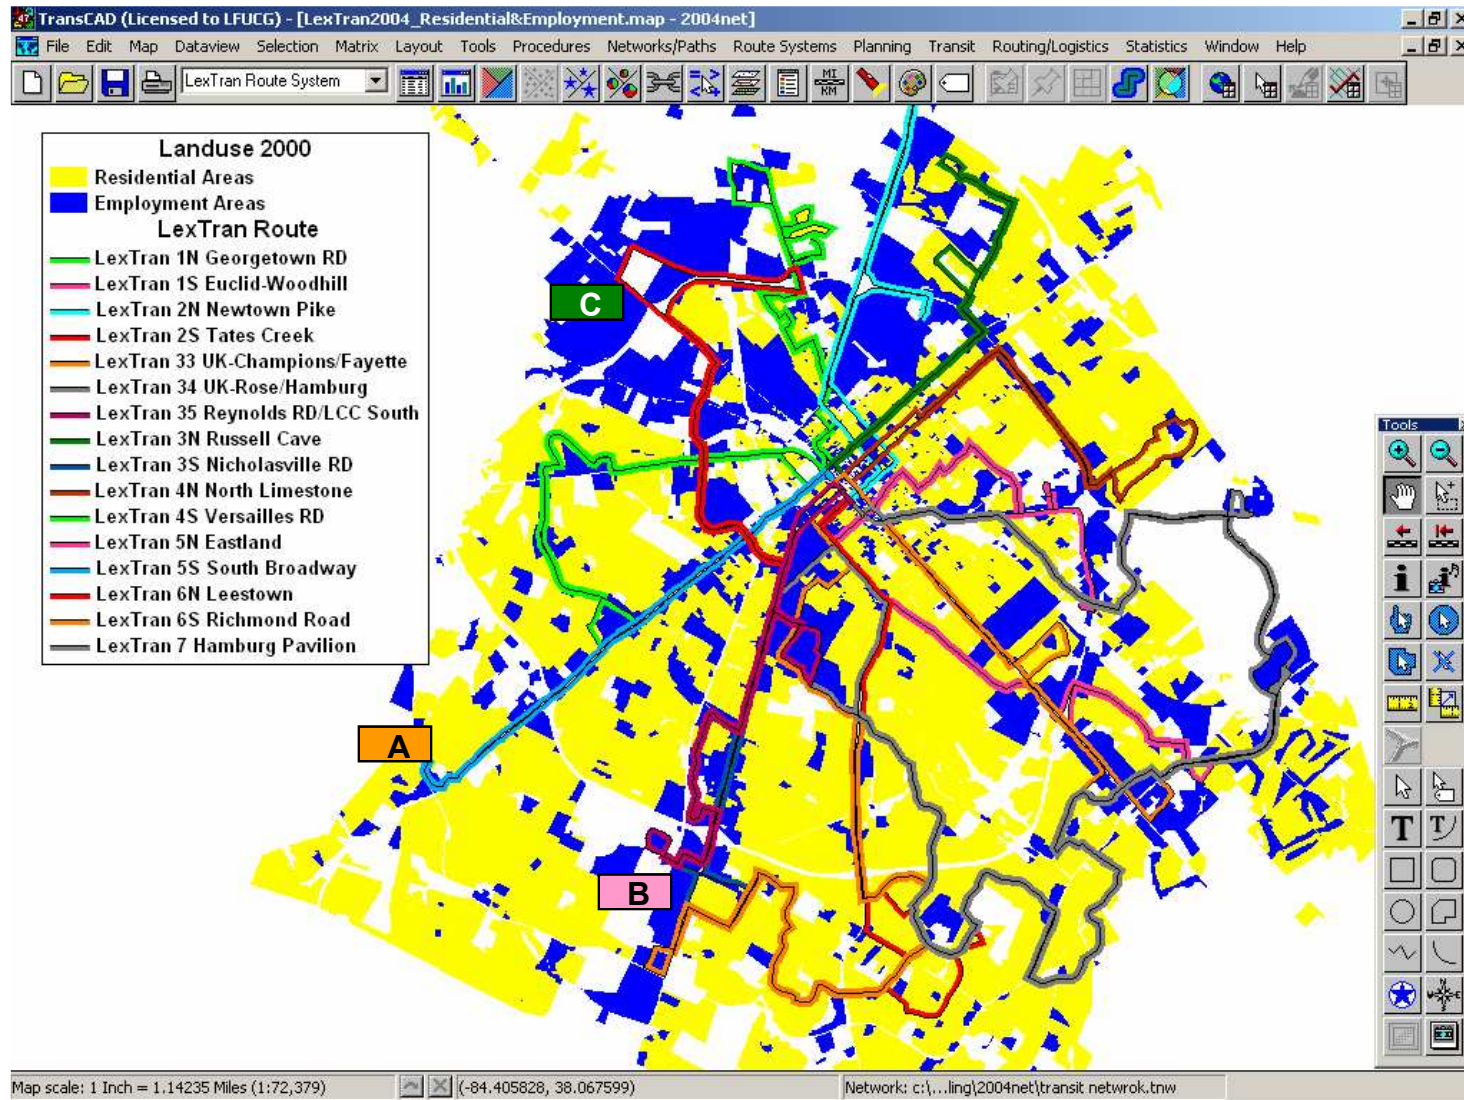 TransCAD (Licensed to LFUCG) - [LexTran2004_Residential&Employment.map - 2004net]
File Edit Map Dataview Selection Matrix Layout Tools Procedures Networks/Paths Route Systems Planning Transit Routing/Logistics Statistics Window Help
LexTran Route System
MI
KM
Landuse 2000
Residential Areas
Employment Areas
LexTran Route
LexTran 1N Georgetown RD
LexTran 1S Euclid-Woodhill
LexTran 2N Newtown Pike
LexTran 2S Tates Creek
LexTran 33 UK-Champions/Fayette
LexTran 34 UK-Rose/Hamburg
LexTran 35 Reynolds RD/LCC South
LexTran 3N Russell Cave
LexTran 3S Nicholasville RD
LexTran 4N North Limestone
LexTran 4S Versailles RD
LexTran 5N Eastland
LexTran 5S South Broadway
LexTran 6N Leestown
LexTran 6S Richmond Road
LexTran 7 Hamburg Pavilion
C
A
B
Tools
T T
Map scale: 1 Inch = 1.14235 Miles (1:72,379) (-84.405828, 38.067599) Network: c:\...ling\2004net\transit netwrok.tnw